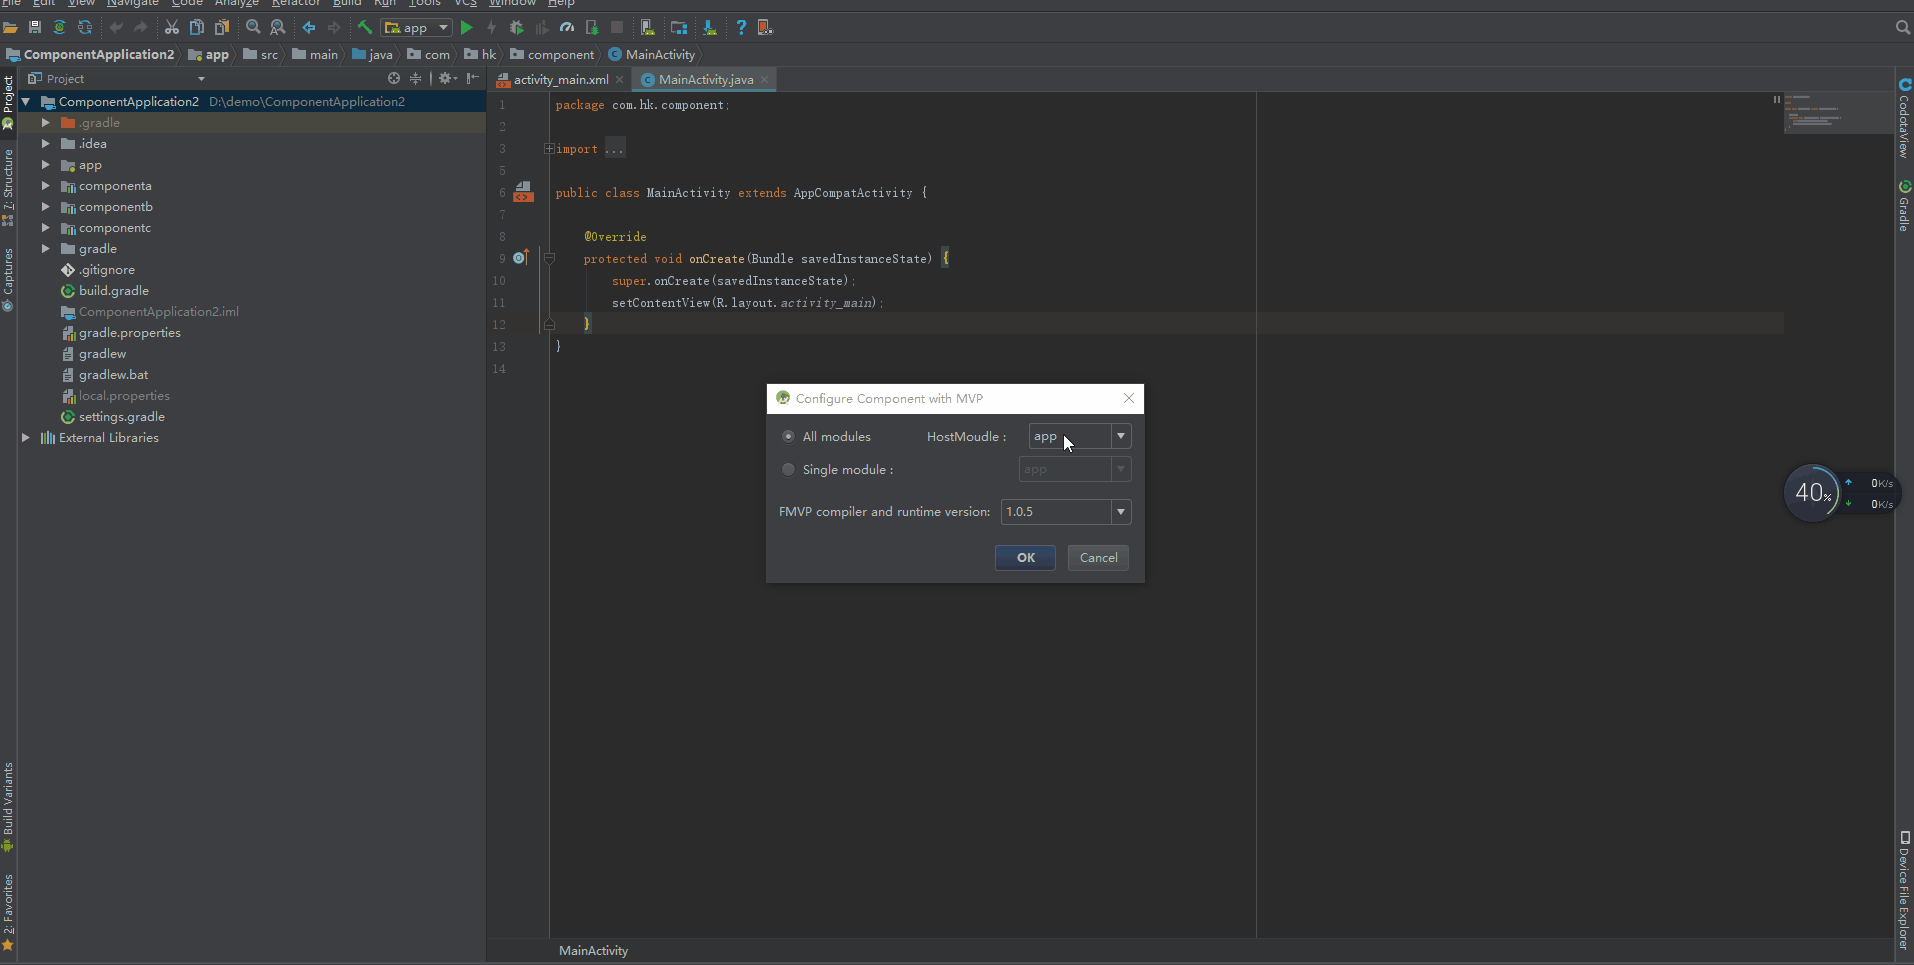 File Edit View Navigate Code Analyze Refactor Build Run Tools VCS Window Help
app
ComponentApplication2 app src main java com hk component MainActivity
Project
activity_main.xml MainActivity.java
ComponentApplication2 D:\demo\ComponentApplication2
.gradle
.idea
app
componenta
componentb
componentc
gradle
.gitignore
build.gradle
ComponentApplication2.iml
gradle.properties
gradlew
gradlew.bat
local.properties
settings.gradle
External Libraries
1 package com.hk.component;
2
3 import ...
5
6 public class MainActivity extends AppCompatActivity {
7
8 @Override
9 protected void onCreate(Bundle savedInstanceState) {
10 super.onCreate(savedInstanceState);
11 setContentView(R.layout.activity_main);
12 }
13 }
14
Configure Component with MVP
All modules HostMoudle : app
Single module : app
FMVP compiler and runtime version: 1.0.5
OK Cancel
40%
0K/s
0K/s
MainActivity
Project
7: Structure
Captures
Build Variants
2: Favorites
CodotaView
Gradle
Device File Explorer